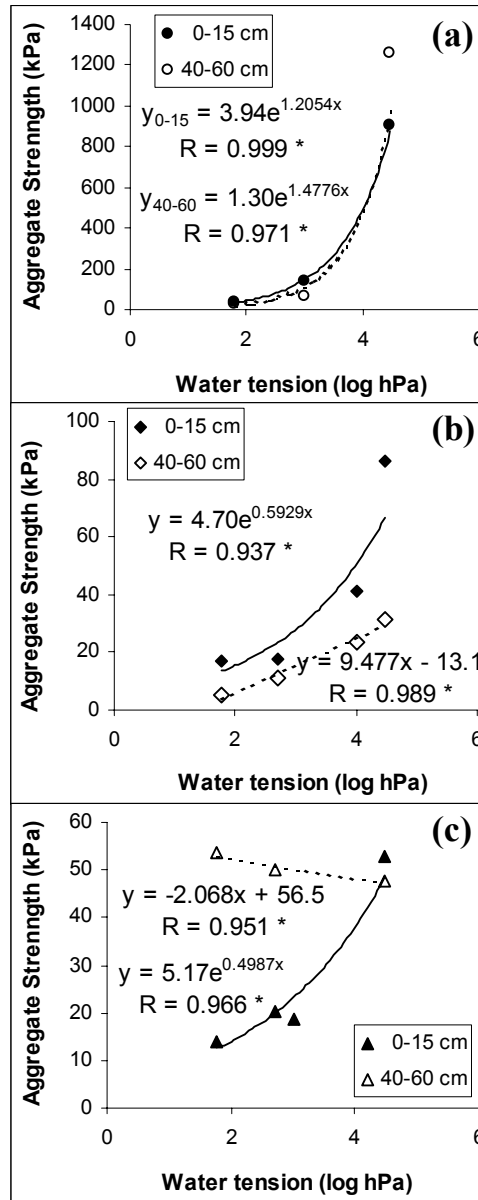 (a)
0-15 cm
40-60 cm
y0-15 = 3.94e1.2054x
R = 0.999 *
y40-60 = 1.30e1.4776x
R = 0.971 *
Aggregate Strenngth (kPa)
1400
1200
1000
800
600
400
200
0
0
2
4
6
Water tension (log hPa)
(b)
0-15 cm
40-60 cm
y = 4.70e0.5929x
R = 0.937 *
y = 9.477x - 13.1
R = 0.989 *
Aggregate Strength (kPa)
100
80
60
40
20
0
0
2
4
6
Water tension (log hPa)
(c)
y = -2.068x + 56.5
R = 0.951 *
y = 5.17e0.4987x
R = 0.966 *
0-15 cm
40-60 cm
Aggregate Strenngth (kPa)
60
50
40
30
20
10
0
0
2
4
6
Water tension (log hPa)